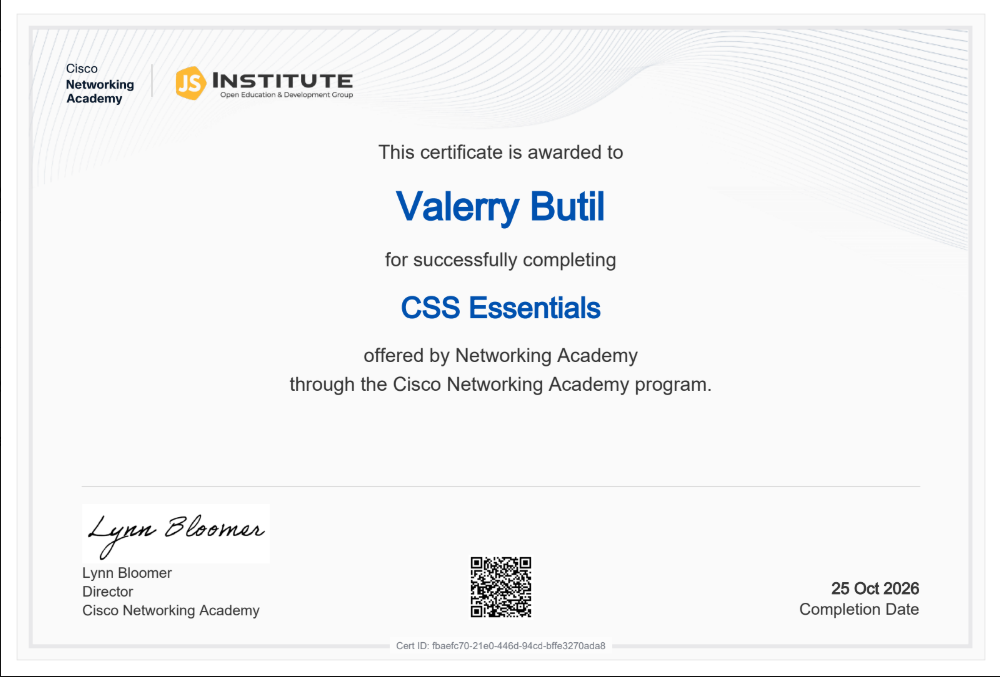 Cisco
Networking
Academy
JS INSTITUTE
Open Education & Development Group
This certificate is awarded to
Valerry Butil
for successfully completing
CSS Essentials
offered by Networking Academy
through the Cisco Networking Academy program.
Lynn Bloomer
Lynn Bloomer
Director
Cisco Networking Academy
25 Oct 2026
Completion Date
Cert ID: fbaefc70-21e0-446d-94cd-bffe3270ada8